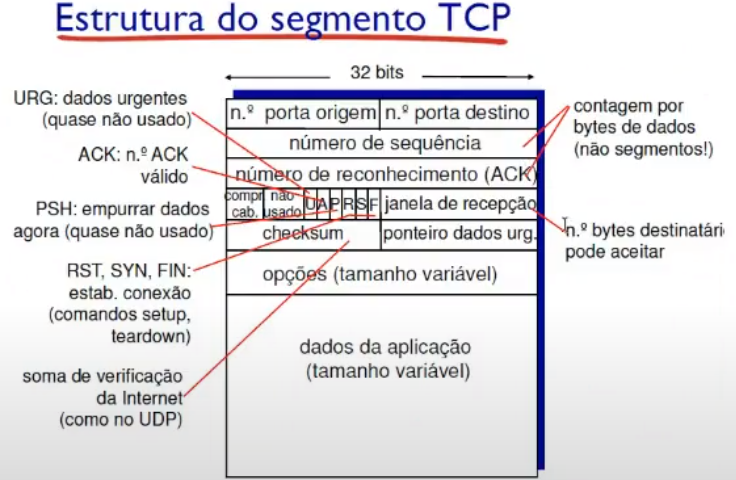 Estrutura do segmento TCP
32 bits
URG: dados urgentes
(quase não usado)
ACK: n.º ACK
válido
PSH: empurrar dados
agora (quase não usado)
RST, SYN, FIN:
estab. conexão
(comandos setup,
teardown)
soma de verificação
da Internet
(como no UDP)
n.º porta origem n.º porta destino
número de sequência
número de reconhecimento (ACK)
compr. não
cab. usado U A P R S F janela de recepção
checksum ponteiro dados urg.
opções (tamanho variável)
dados da aplicação
(tamanho variável)
contagem por
bytes de dados
(não segmentos!)
n.º bytes
pode aceitar